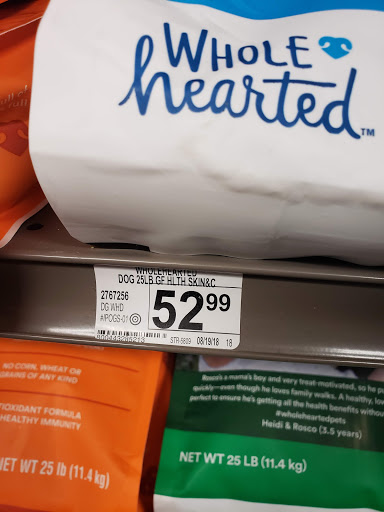 WHOLE
hearted™
WHOLEHEARTED
DOG 25LB GF HLTH SKIN&C
2767256
DG WHD
52 99
STR-5809 08/19/18 18
NO CORN, WHEAT OR
GRAINS OF ANY KIND
TIOXIDANT FORMULA
HEALTHY IMMUNITY
NET WT 25 lb (11.4 kg)
Rosco's a mama's boy and very treat-motivated, so he
quickly—even though he loves family walks. A healthy, low
perfect to ensure he's getting all the health benefits withou
#wholeheartedpets
Heidi & Rosco (3.5 years)
NET WT 25 LB (11.4 kg)